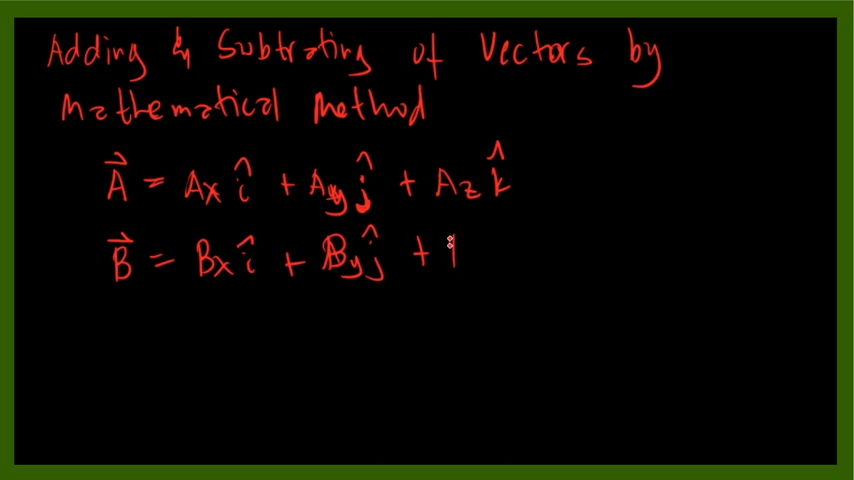 Adding & Subtrating of Vectors by
Mathematical Method
A⃗ = Ax î + Ay ĵ + Az k̂
B⃗ = Bx î + By ĵ +